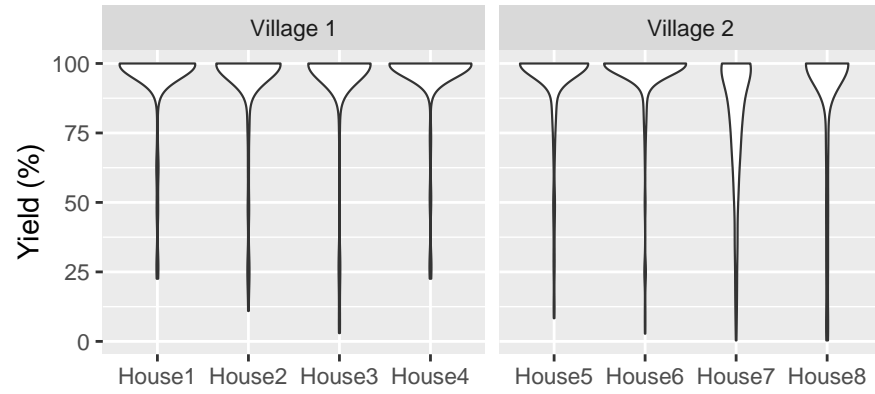 Village 1
Village 2
Yield (%)
100
75
50
25
0
House1 House2 House3 House4
House5 House6 House7 House8